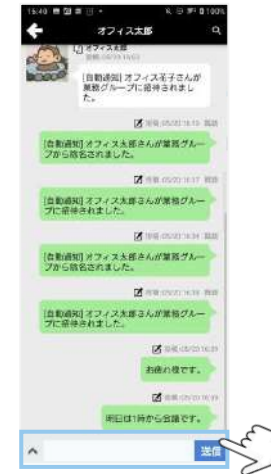 15:40
100%
オフィス太郎
オフィス太郎
[自動通知] オフィス花子さんが
業務グループに招待されまし
た。
[自動通知] オフィス太郎さんが業務グルー
プから除名されました。
[自動通知] オフィス太郎さんが業務グルー
プに招待されました。
[自動通知] オフィス太郎さんが業務グルー
プから除名されました。
[自動通知] オフィス太郎さんが業務グルー
プに招待されました。
お疲れ様です。
明日は1時から会議です。
送信